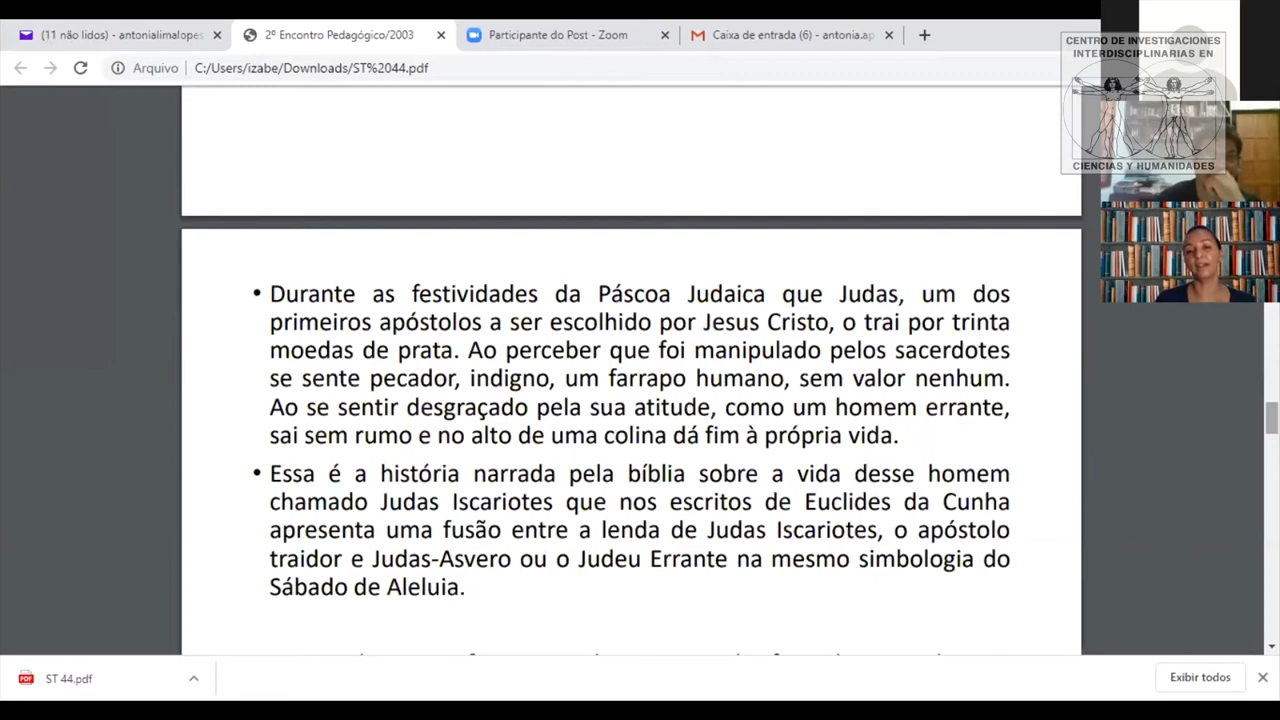 (11 não lidos) - antonialimalopes
2º Encontro Pedagógico/2003
Participante do Post - Zoom
Caixa de entrada (6) - antonia.ap
Arquivo
C:/Users/izabe/Downloads/ST%2044.pdf
CENTRO DE INVESTIGACIONES
INTERDISCIPLINARIAS EN
CIENCIAS Y HUMANIDADES
• Durante as festividades da Páscoa Judaica que Judas, um dos
primeiros apóstolos a ser escolhido por Jesus Cristo, o trai por trinta
moedas de prata. Ao perceber que foi manipulado pelos sacerdotes
se sente pecador, indigno, um farrapo humano, sem valor nenhum.
Ao se sentir desgraçado pela sua atitude, como um homem errante,
sai sem rumo e no alto de uma colina dá fim à própria vida.
• Essa é a história narrada pela bíblia sobre a vida desse homem
chamado Judas Iscariotes que nos escritos de Euclides da Cunha
apresenta uma fusão entre a lenda de Judas Iscariotes, o apóstolo
traidor e Judas-Asvero ou o Judeu Errante na mesmo simbologia do
Sábado de Aleluia.
PDF
ST 44.pdf
Exibir todos